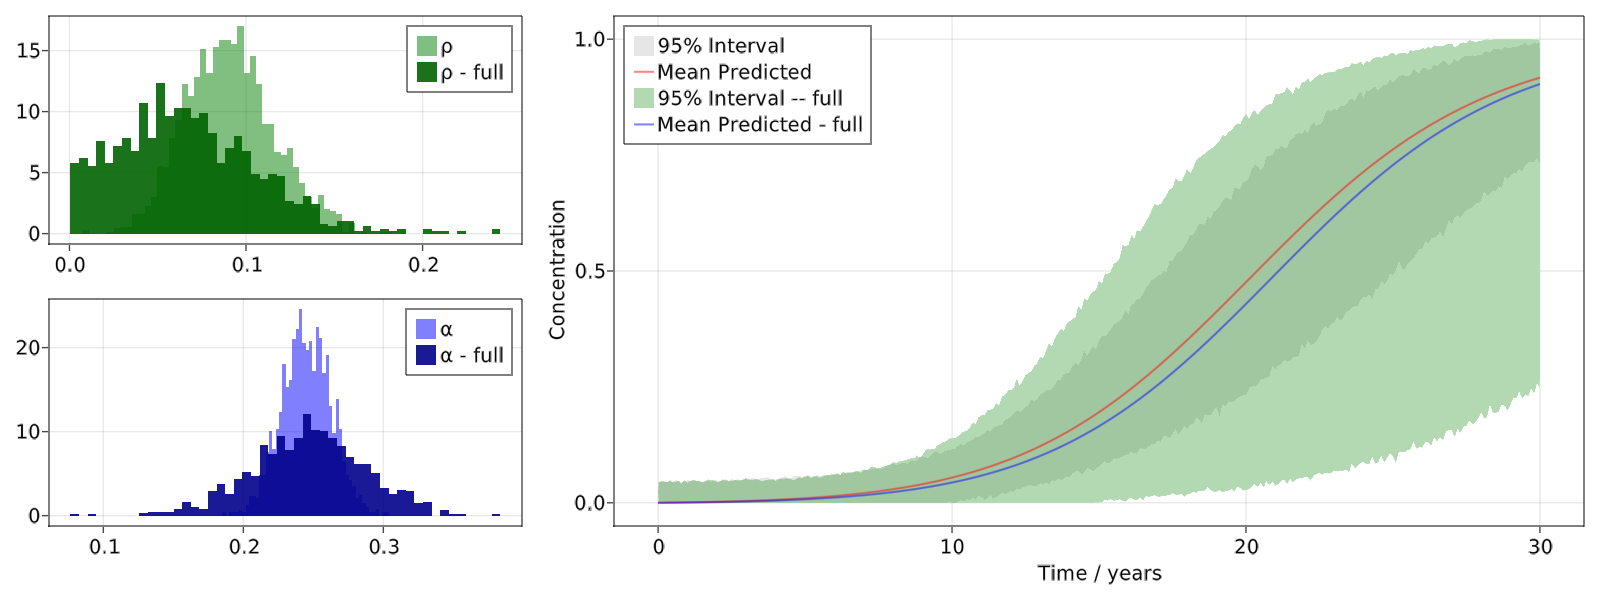 15
10
5
0
0.0
0.1
0.2
ρ
ρ - full
20
10
0
0.1
0.2
0.3
α
α - full
Concentration
1.0
0.5
0.0
95% Interval
Mean Predicted
95% Interval -- full
Mean Predicted - full
0
10
20
30
Time / years